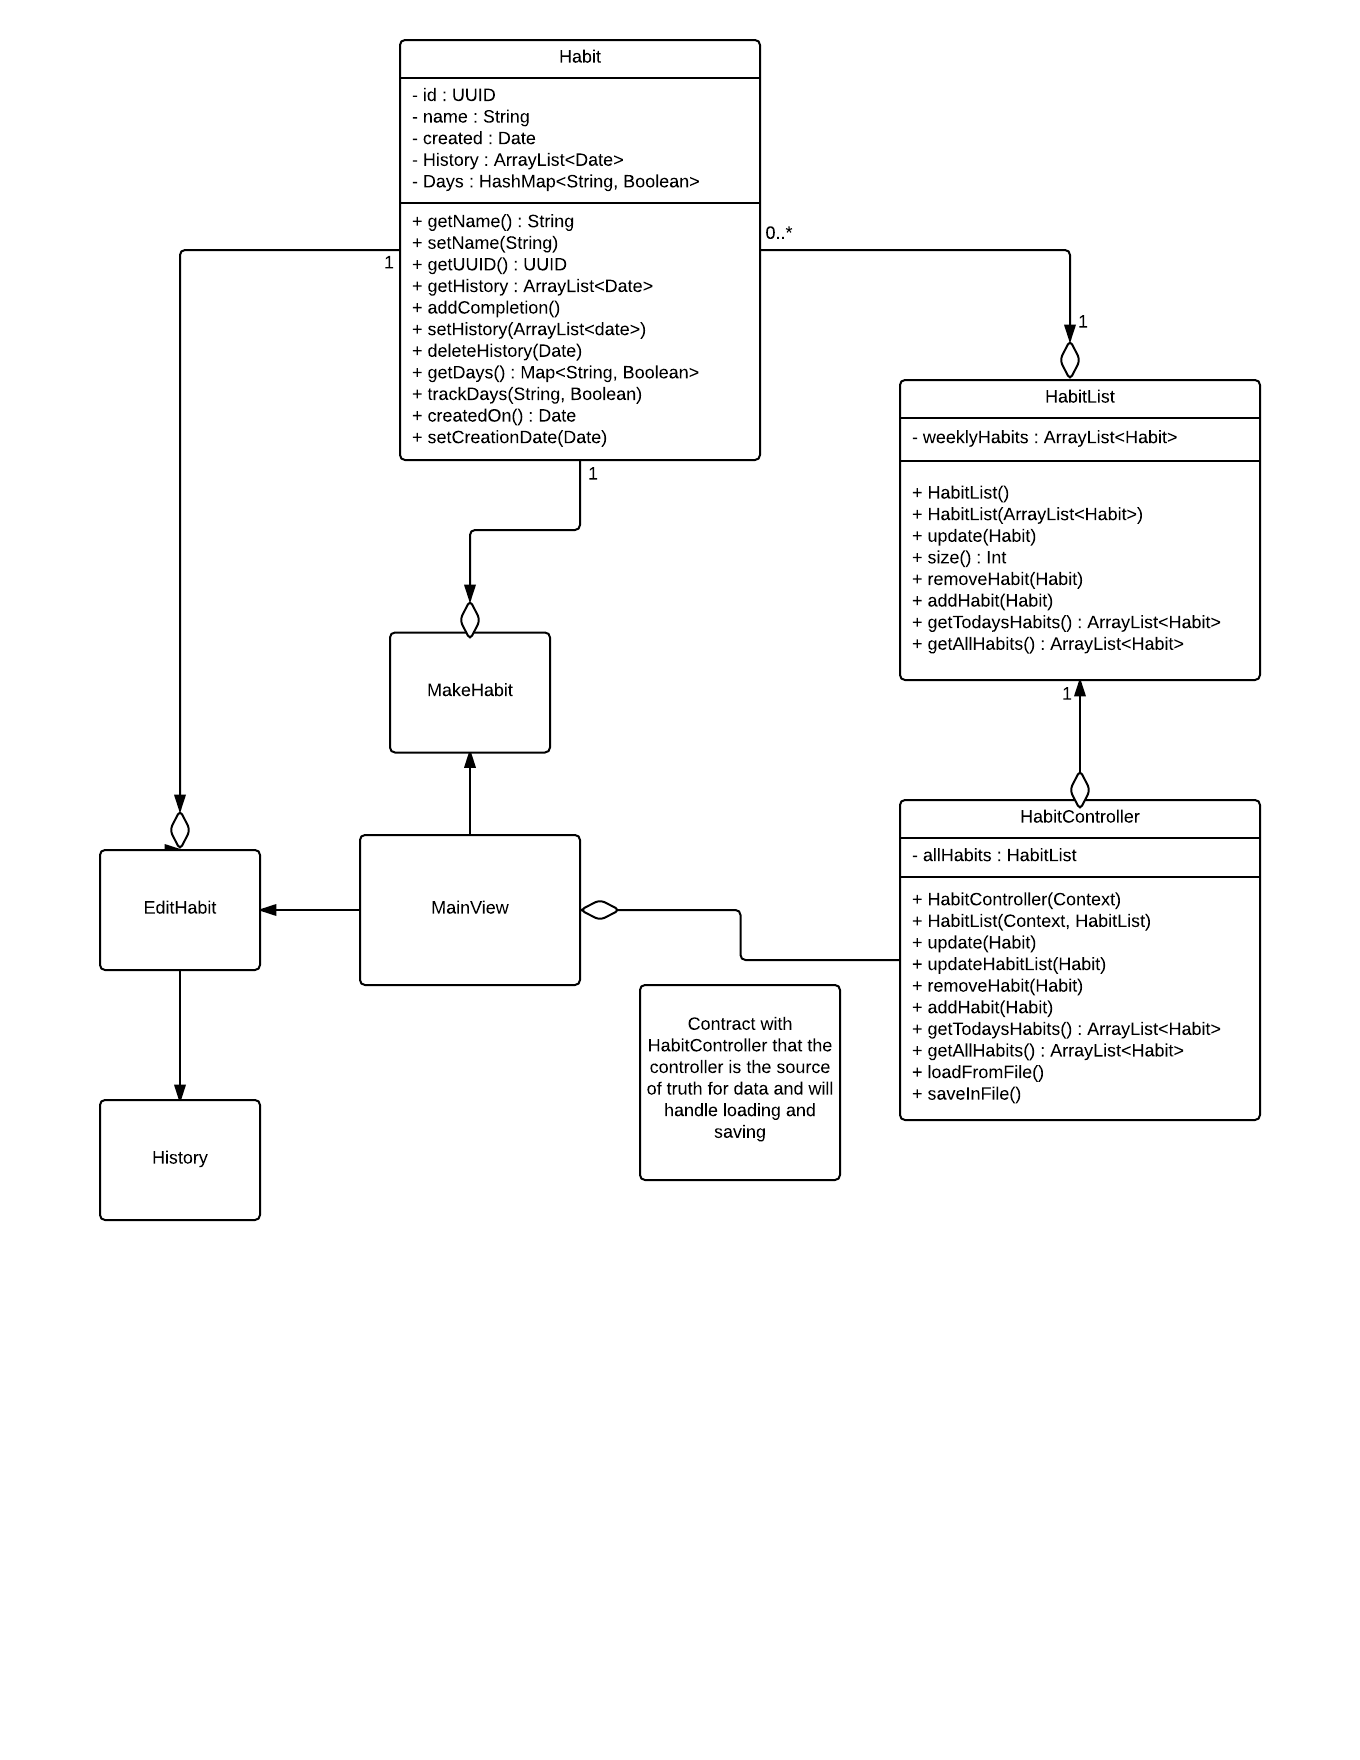 Habit
- id : UUID
- name : String
- created : Date
- History : ArrayList<Date>
- Days : HashMap<String, Boolean>
+ getName() : String
+ setName(String)
+ getUUID() : UUID
+ getHistory : ArrayList<Date>
+ addCompletion()
+ setHistory(ArrayList<date>)
+ deleteHistory(Date)
+ getDays() : Map<String, Boolean>
+ trackDays(String, Boolean)
+ createdOn() : Date
+ setCreationDate(Date)
1
0..*
1
1
HabitList
- weeklyHabits : ArrayList<Habit>
+ HabitList()
+ HabitList(ArrayList<Habit>)
+ update(Habit)
+ size() : Int
+ removeHabit(Habit)
+ addHabit(Habit)
+ getTodaysHabits() : ArrayList<Habit>
+ getAllHabits() : ArrayList<Habit>
1
MakeHabit
EditHabit
MainView
HabitController
- allHabits : HabitList
+ HabitController(Context)
+ HabitList(Context, HabitList)
+ update(Habit)
+ updateHabitList(Habit)
+ removeHabit(Habit)
+ addHabit(Habit)
+ getTodaysHabits() : ArrayList<Habit>
+ getAllHabits() : ArrayList<Habit>
+ loadFromFile()
+ saveInFile()
Contract with
HabitController that the
controller is the source
of truth for data and will
handle loading and
saving
History